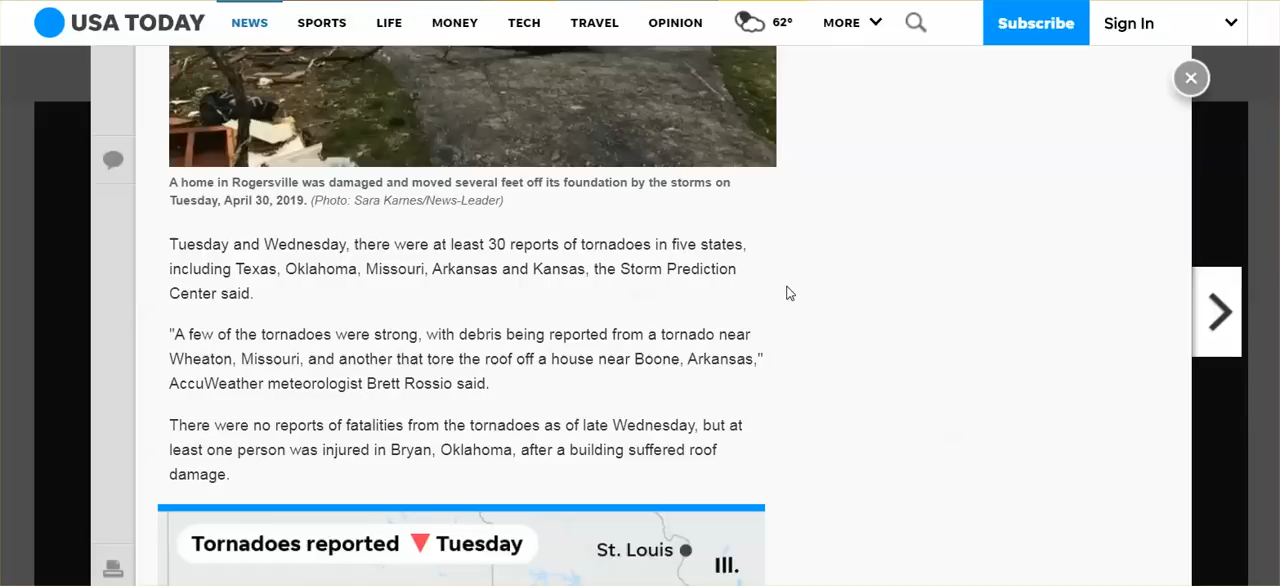 USA TODAY NEWS SPORTS LIFE MONEY TECH TRAVEL OPINION 62° MORE Subscribe Sign In
A home in Rogersville was damaged and moved several feet off its foundation by the storms on
Tuesday, April 30, 2019. (Photo: Sara Karnes/News-Leader)
Tuesday and Wednesday, there were at least 30 reports of tornadoes in five states,
including Texas, Oklahoma, Missouri, Arkansas and Kansas, the Storm Prediction
Center said.
"A few of the tornadoes were strong, with debris being reported from a tornado near
Wheaton, Missouri, and another that tore the roof off a house near Boone, Arkansas,"
AccuWeather meteorologist Brett Rossio said.
There were no reports of fatalities from the tornadoes as of late Wednesday, but at
least one person was injured in Bryan, Oklahoma, after a building suffered roof
damage.
Tornadoes reported Tuesday
St. Louis
Ill.